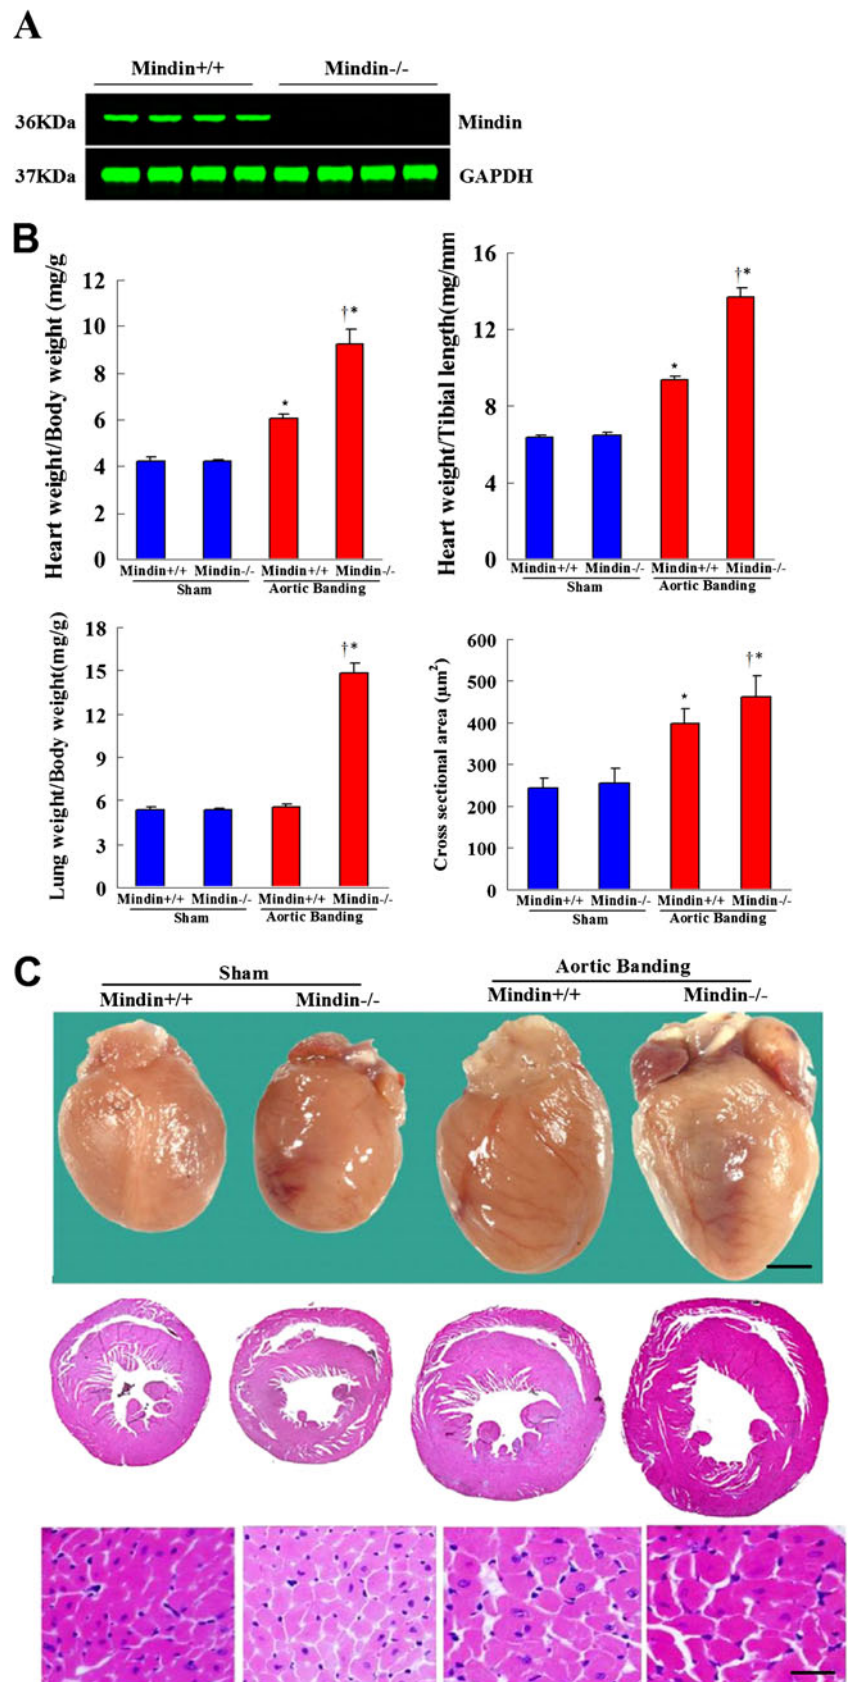 A
Mindin+/+ Mindin-/-
36KDa Mindin
37KDa GAPDH
B
Heart weight/Body weight (mg/g
12
10
8
6
4
2
0
*
†*
Mindin+/+ Mindin-/- Mindin+/+ Mindin-/-
Sham Aortic Banding
Heart weight/Tibial length(mg/mm
16
12
8
4
0
*
†*
Mindin+/+ Mindin-/- Mindin+/+ Mindin-/-
Sham Aortic Banding
Lung weight/Body weight(mg/g)
18
15
12
9
6
3
0
†*
Mindin+/+ Mindin-/- Mindin+/+ Mindin-/-
Sham Aortic Banding
Cross sectional area (µm²)
600
500
400
300
200
100
0
*
†*
Mindin+/+ Mindin-/- Mindin+/+ Mindin-/-
Sham Aortic Banding
C
Sham Aortic Banding
Mindin+/+ Mindin-/- Mindin+/+ Mindin-/-